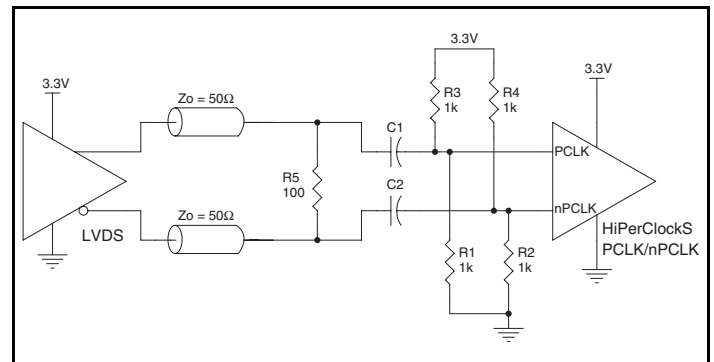 3.3V
3.3V
3.3V
Zo = 50Ω
R3
1k
R4
1k
C1
PCLK
R5
100
C2
nPCLK
Zo = 50Ω
LVDS
HiPerClockS
PCLK/nPCLK
R1
1k
R2
1k